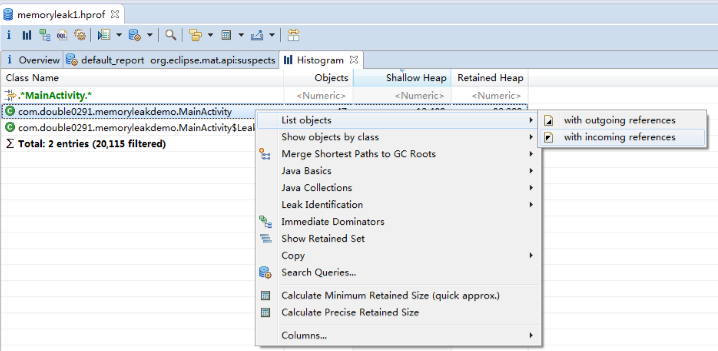 memoryleak1.hprof
i Overview default_report org.eclipse.mat.api:suspects Histogram
Class Name Objects Shallow Heap Retained Heap
.*MainActivity.* <Numeric> <Numeric> <Numeric>
com.double0291.memoryleakdemo.MainActivity
com.double0291.memoryleakdemo.MainActivity$Leak
Σ Total: 2 entries (20,115 filtered)
List objects
Show objects by class
Merge Shortest Paths to GC Roots
Java Basics
Java Collections
Leak Identification
Immediate Dominators
Show Retained Set
Copy
Search Queries...
Calculate Minimum Retained Size (quick approx.)
Calculate Precise Retained Size
Columns...
with outgoing references
with incoming references